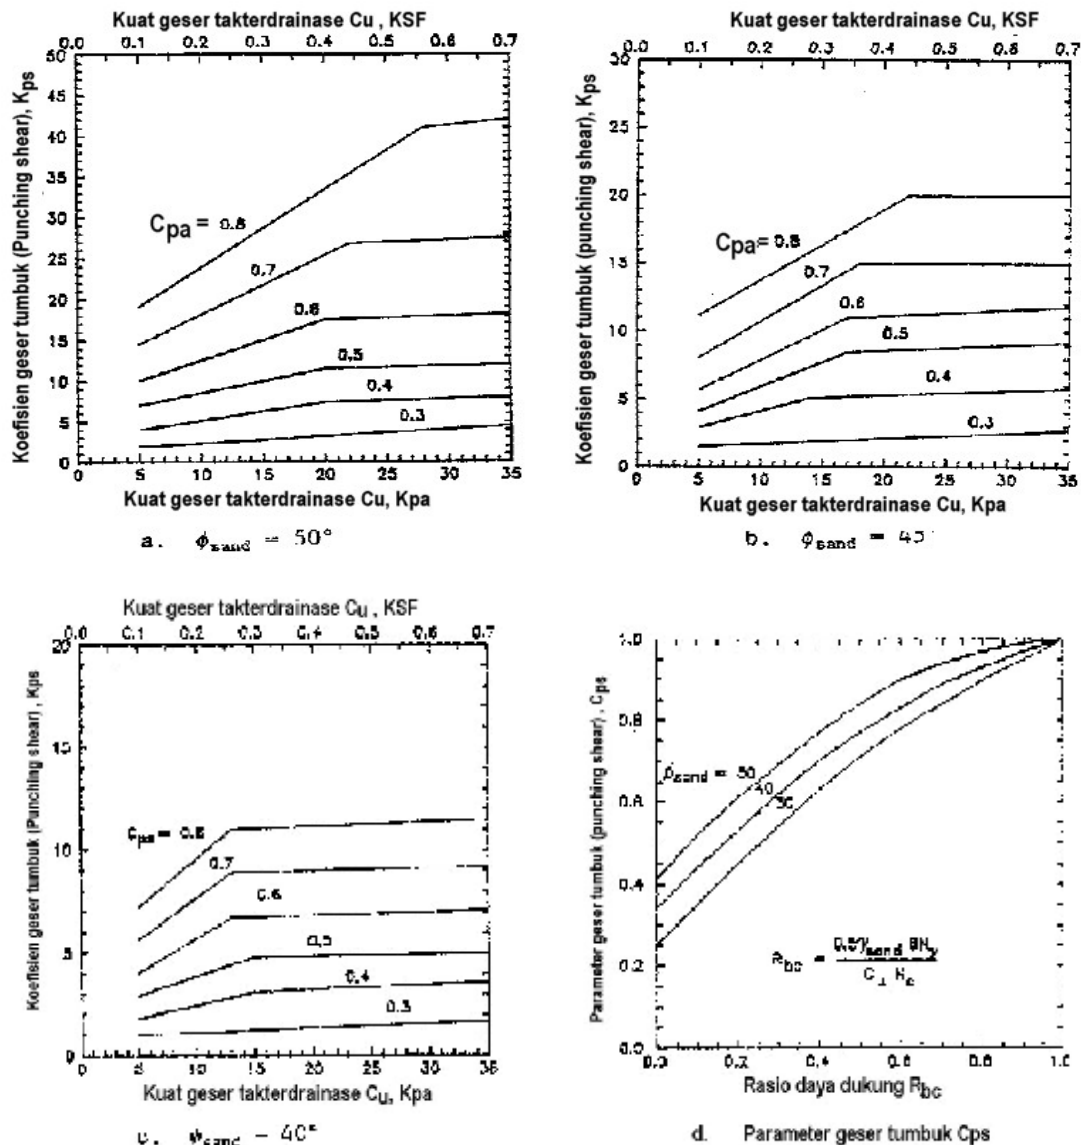 Kuat geser takterdrainase Cu , KSF
0.0 0.1 0.2 0.3 0.4 0.5 0.6 0.7
Koefisien geser tumbuk (Punching shear), Kps
50
45
40
35
30
25
20
15
10
5
0
Cpa = 0.8
0.7
0.6
0.5
0.4
0.3
0 5 10 15 20 25 30 35
Kuat geser takterdrainase Cu, Kpa
a. ϕsand = 50°
Kuat geser takterdrainase Cu, KSF
0.0 0.1 0.2 0.3 0.4 0.5 0.6 0.7
Koefisien geser tumbuk (punching shear), Kps
30
25
20
15
10
5
0
Cpa = 0.8
0.7
0.6
0.5
0.4
0.3
0 5 10 15 20 25 30 35
Kuat geser takterdrainase Cu, Kpa
b. ϕsand = 45
Kuat geser takterdrainase Cu , KSF
0.0 0.1 0.2 0.3 0.4 0.5 0.6 0.7
Koefisien geser tumbuk (Punching shear), Kps
20
15
10
5
0
Cpa = 0.8
0.7
0.6
0.5
0.4
0.3
0 5 10 15 20 25 30 35
Kuat geser takterdrainase Cu, Kpa
c. ϕsand = 40°
Parameter geser tumbuk (punching shear) , Cps
1.0
0.8
0.6
0.4
0.2
0.0
ϕsand = 50
40
30
Rbc = 0.5γsand BNγ
Cu Nc
0.0 0.2 0.4 0.6 0.8 1.0
Rasio daya dukung Rbc
d. Parameter geser tumbuk Cps